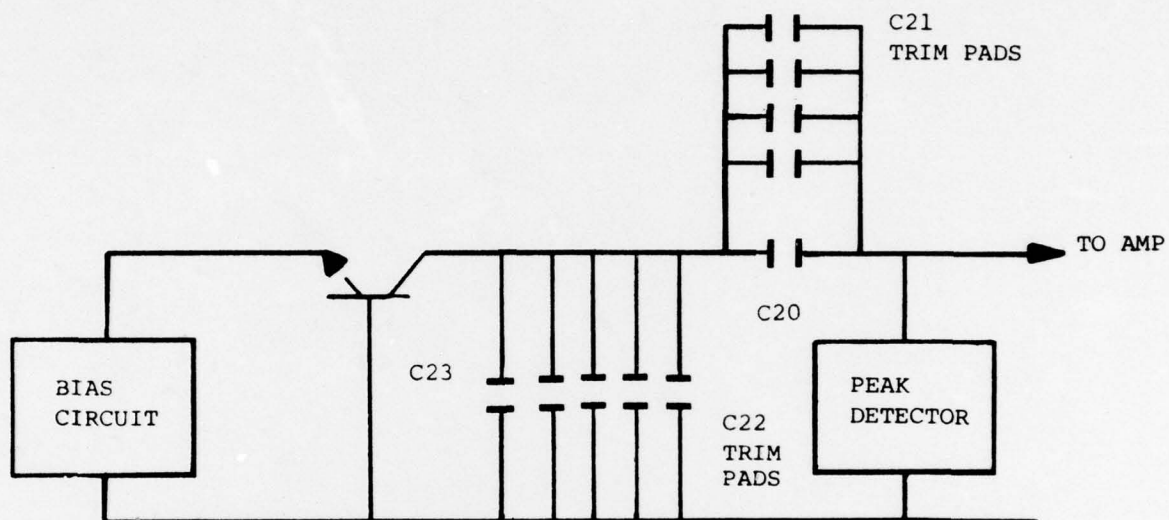 C21
TRIM PADS
TO AMP
C20
C23
BIAS
CIRCUIT
C22
TRIM
PADS
PEAK
DETECTOR